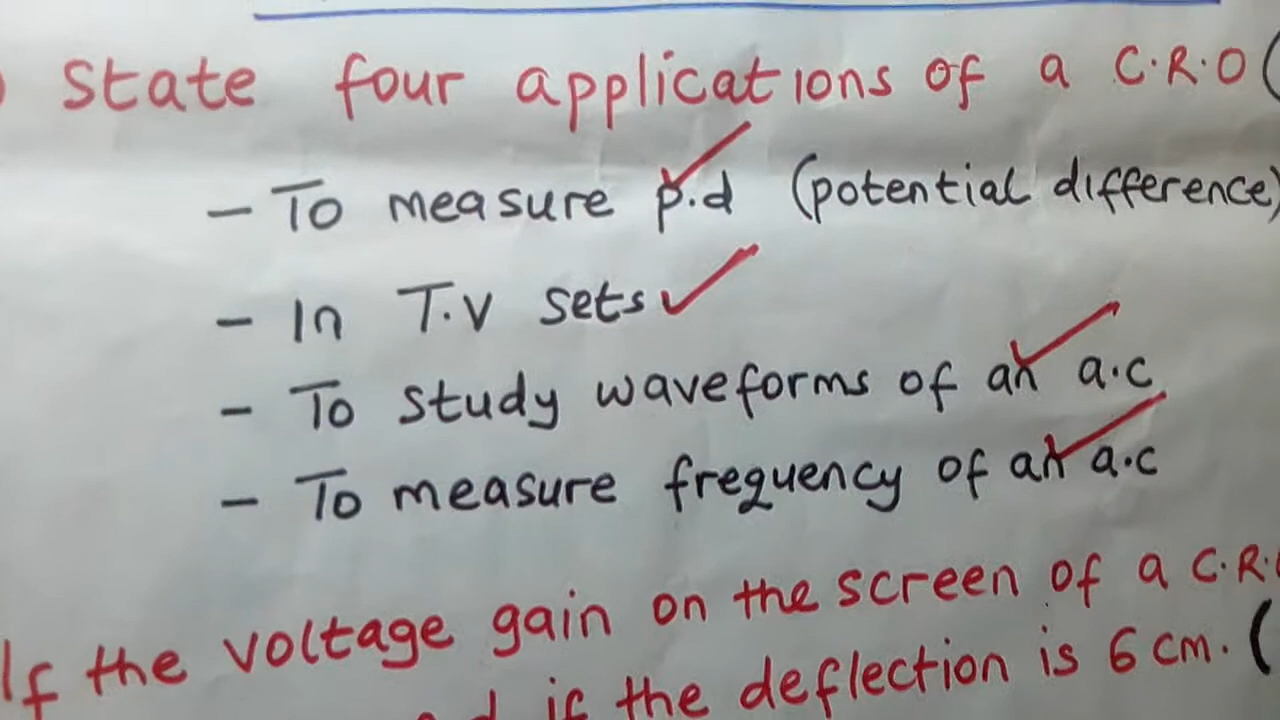 State four applications of a C.R.O (
- To measure p.d (potential difference)
- In T.V sets
- To study waveforms of an a.c
- To measure frequency of an a.c
If the voltage gain on the screen of a C.R.
if the deflection is 6 cm. (